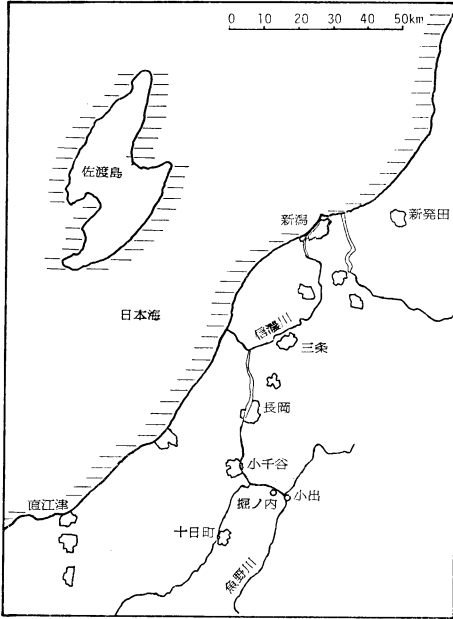 0 10 20 30 40 50km
佐渡島
新潟
新発田
日本海
信濃川
三条
長岡
小千谷
直江津
堀ノ内
小出
十日町
魚野川